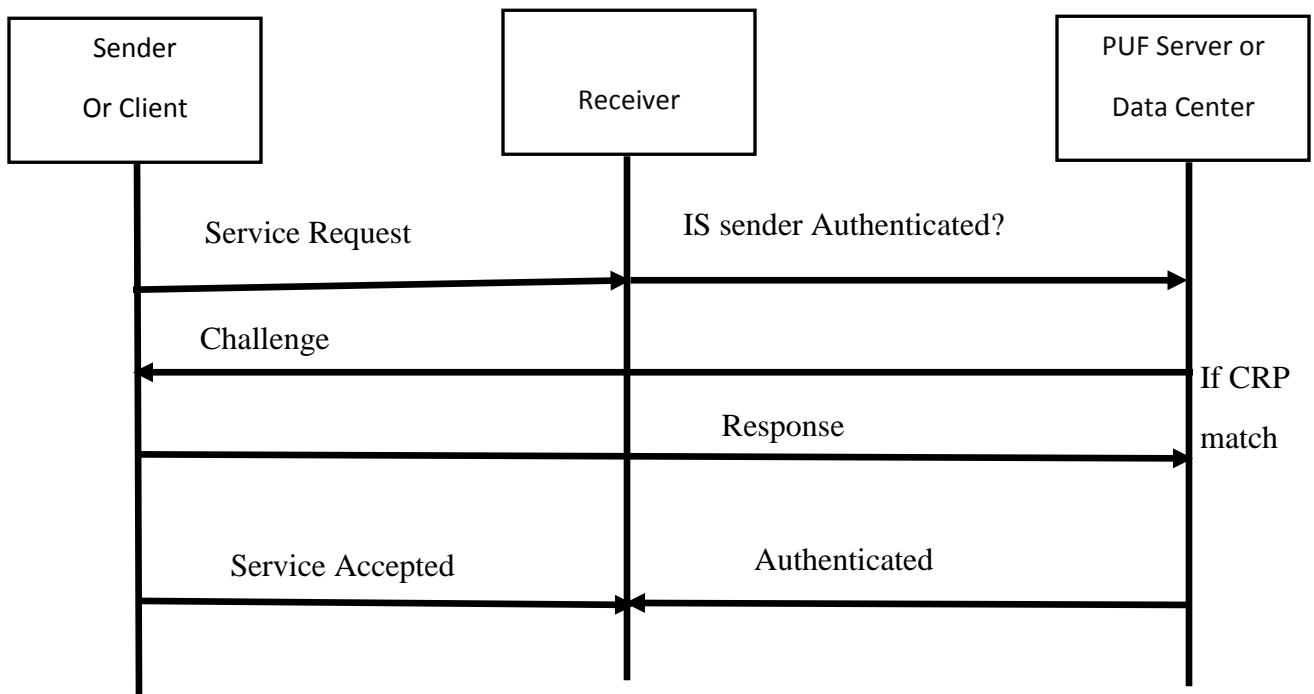 Sender
Or Client
Receiver
PUF Server or
Data Center
Service Request
IS sender Authenticated?
Challenge
If CRP
match
Response
Service Accepted
Authenticated